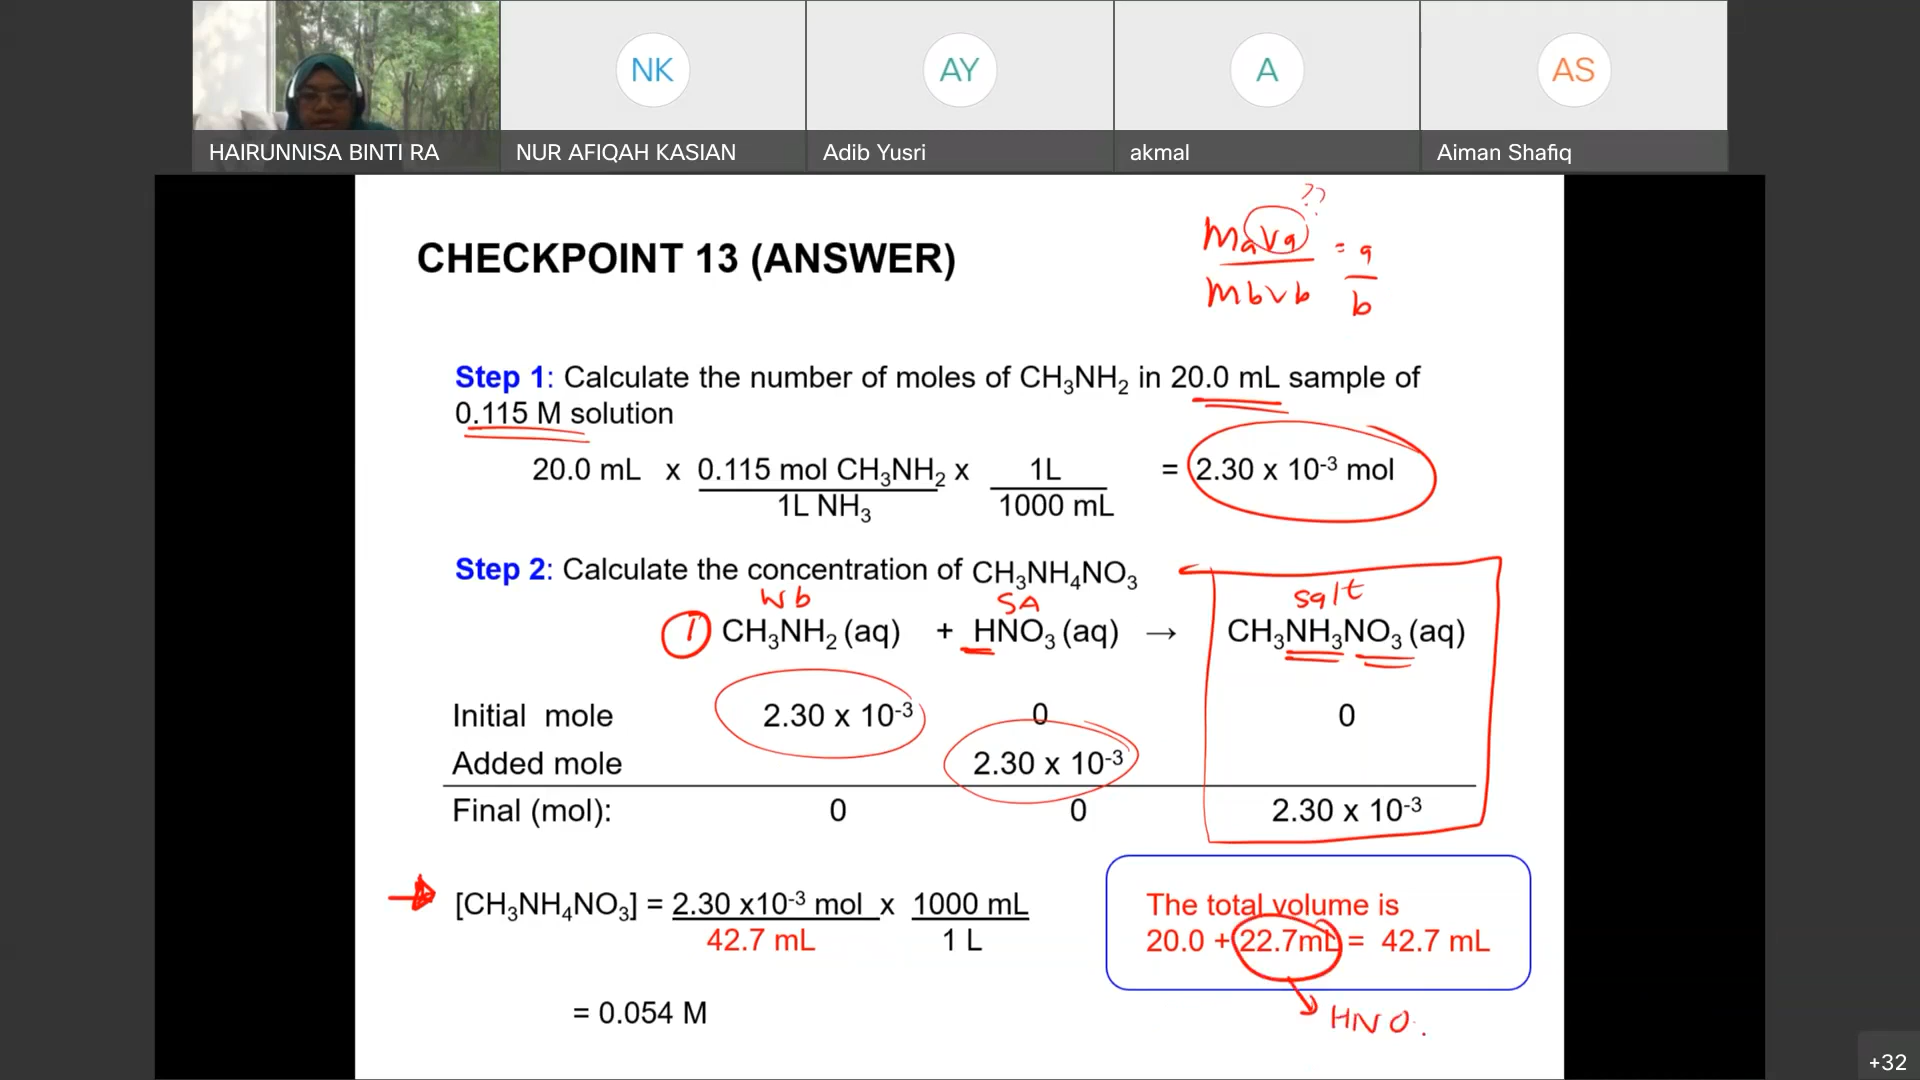 NK
AY
A
AS
HAIRUNNISA BINTI RA
NUR AFIQAH KASIAN
Adib Yusri
akmal
Aiman Shafiq
??
MaVa = a
MbVb b
CHECKPOINT 13 (ANSWER)
Step 1: Calculate the number of moles of CH₃NH₂ in 20.0 mL sample of
0.115 M solution
20.0 mL x 0.115 mol CH₃NH₂ x 1L = 2.30 x 10⁻³ mol
1L NH₃ 1000 mL
Step 2: Calculate the concentration of CH₃NH₄NO₃
Wb SA salt
1 CH₃NH₂ (aq) + HNO₃ (aq) → CH₃NH₃NO₃ (aq)
Initial mole 2.30 x 10⁻³ 0 0
Added mole 2.30 x 10⁻³
Final (mol): 0 0 2.30 x 10⁻³
[CH₃NH₄NO₃] = 2.30 x10⁻³ mol x 1000 mL
42.7 mL 1 L
= 0.054 M
The total volume is
20.0 + 22.7mL = 42.7 mL
HNO.
+32